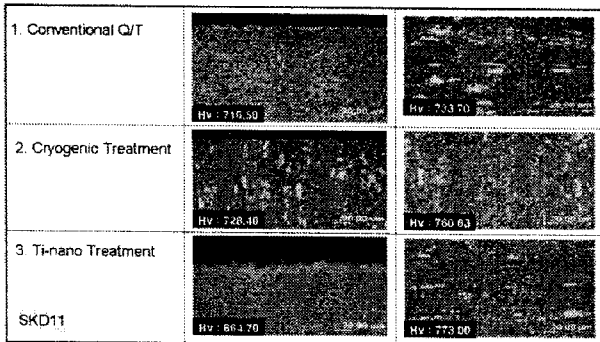 1. Conventional Q/T
Hv : 716.50
Hv : 733.70
2. Cryogenic Treatment
Hv : 728.40
Hv : 760.63
3. Ti-nano Treatment
SKD11
Hv : 664.70
Hv : 773.00